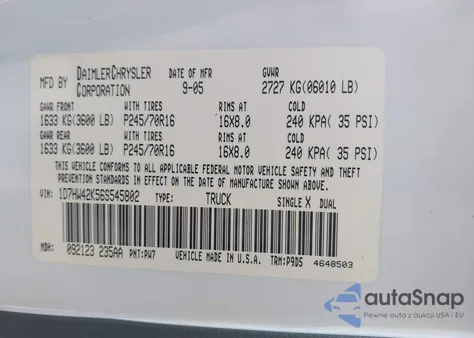 MFD BY DAIMLERCHRYSLER CORPORATION DATE OF MFR 9-05 GVWR 2727 KG(06010 LB)
GAWR FRONT WITH TIRES RIMS AT COLD
1633 KG(3600 LB) P245/70R16 16X8.0 240 KPA( 35 PSI)
GAWR REAR WITH TIRES RIMS AT COLD
1633 KG(3600 LB) P245/70R16 16X8.0 240 KPA( 35 PSI)
THIS VEHICLE CONFORMS TO ALL APPLICABLE FEDERAL MOTOR VEHICLE SAFETY, BUMPER, AND THEFT
PREVENTION STANDARDS IN EFFECT ON THE DATE OF MANUFACTURE SHOWN ABOVE.
VIN: 1D7HW42K56S545802 TYPE: TRUCK SINGLE X DUAL
MDH: 092123 235AA PNT: PW7 VEHICLE MADE IN U.S.A. TRM:P9D5 4648503
autoSnap
Pewne auta z aukcji USA i EU